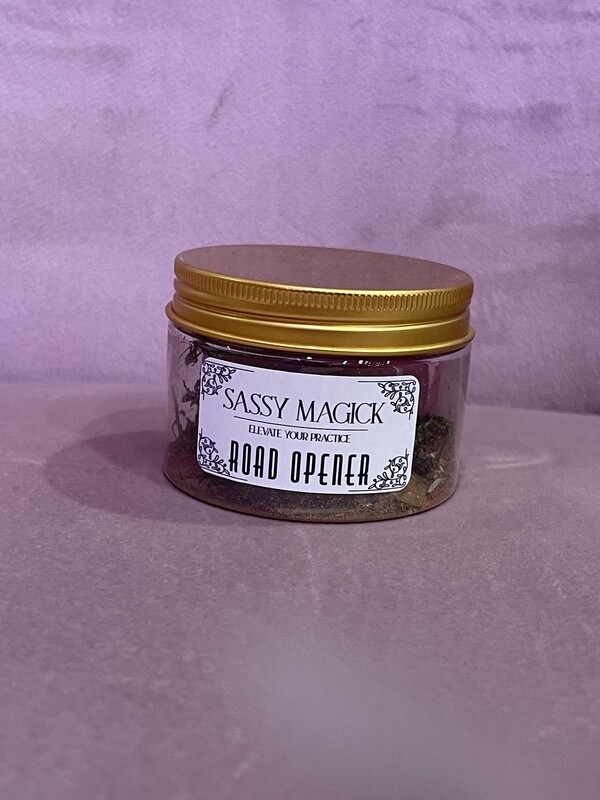 SASSY MAGICK
ELEVATE YOUR PRACTICE
ROAD OPENER